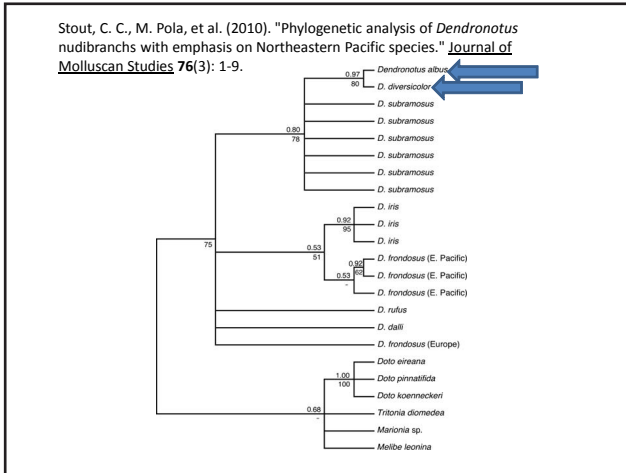 Stout, C. C., M. Pola, et al. (2010). "Phylogenetic analysis of Dendronotus
nudibranchs with emphasis on Northeastern Pacific species." Journal of
Molluscan Studies 76(3): 1-9.
0.97
80
Dendronotus albus
D. diversicolor
0.80
78
D. subramosus
D. subramosus
D. subramosus
D. subramosus
D. subramosus
D. subramosus
75
0.53
51
0.92
95
D. iris
D. iris
D. iris
0.53
-
0.92
62
D. frondosus (E. Pacific)
D. frondosus (E. Pacific)
D. frondosus (E. Pacific)
D. rufus
D. dalli
D. frondosus (Europe)
0.68
-
1.00
100
Doto eireana
Doto pinnatifida
Doto koenneckeri
Tritonia diomedea
Marionia sp.
Melibe leonina